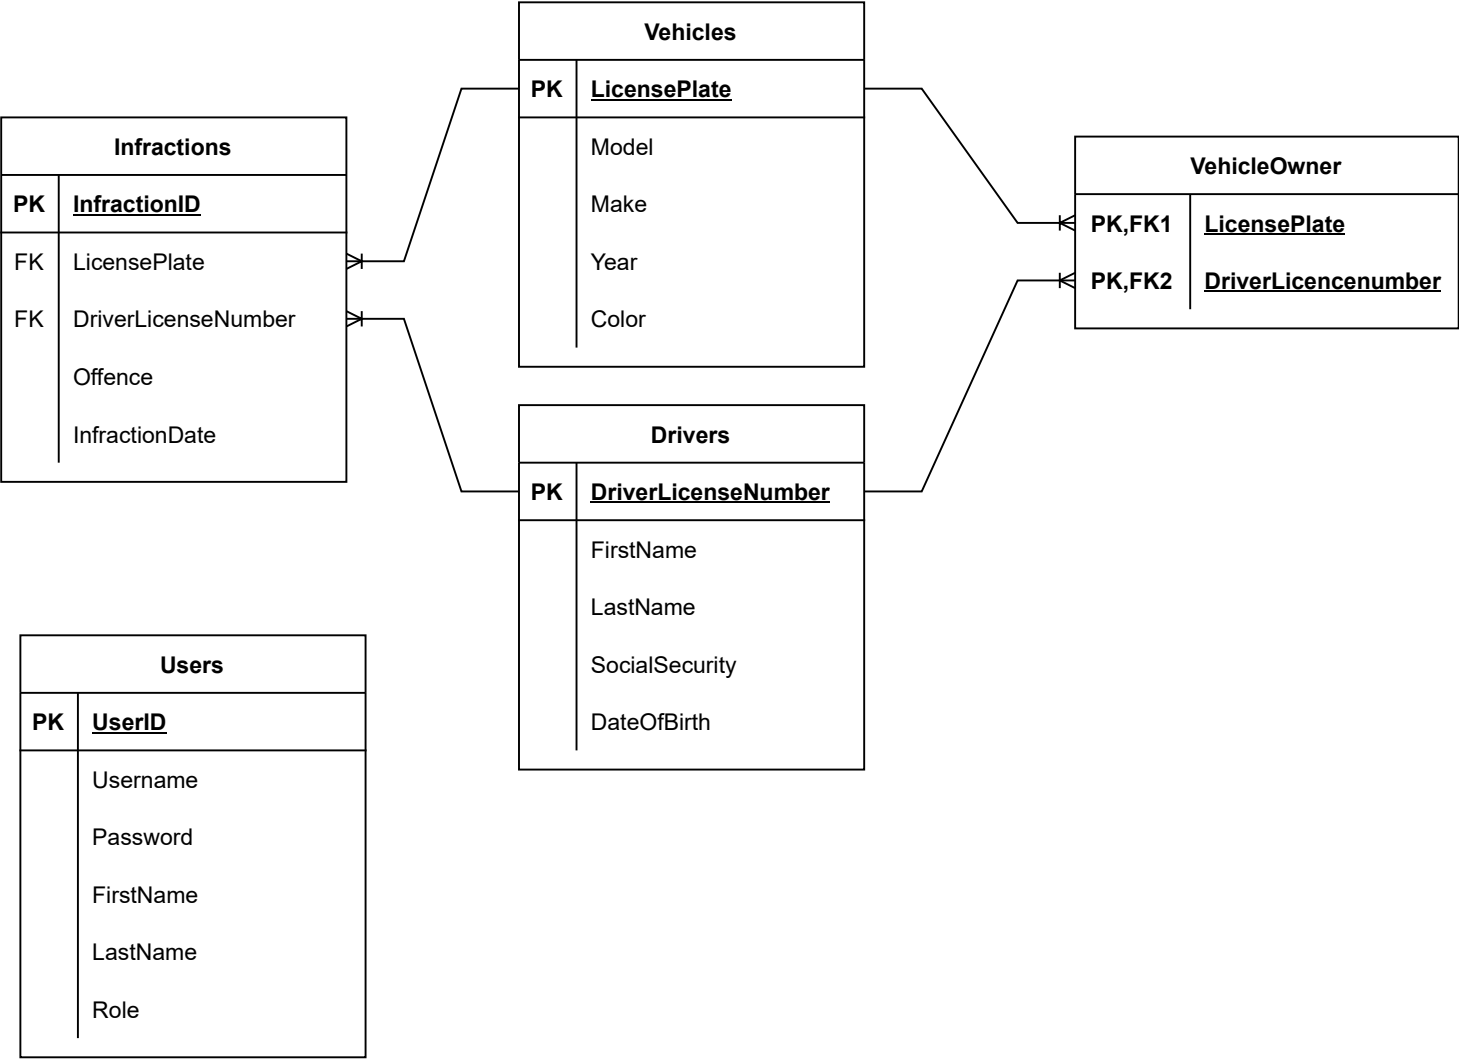 Vehicles
PK LicensePlate
Model
Make
Year
Color
Infractions
PK InfractionID
FK LicensePlate
FK DriverLicenseNumber
Offence
InfractionDate
VehicleOwner
PK,FK1 LicensePlate
PK,FK2 DriverLicencenumber
Drivers
PK DriverLicenseNumber
FirstName
LastName
SocialSecurity
DateOfBirth
Users
PK UserID
Username
Password
FirstName
LastName
Role